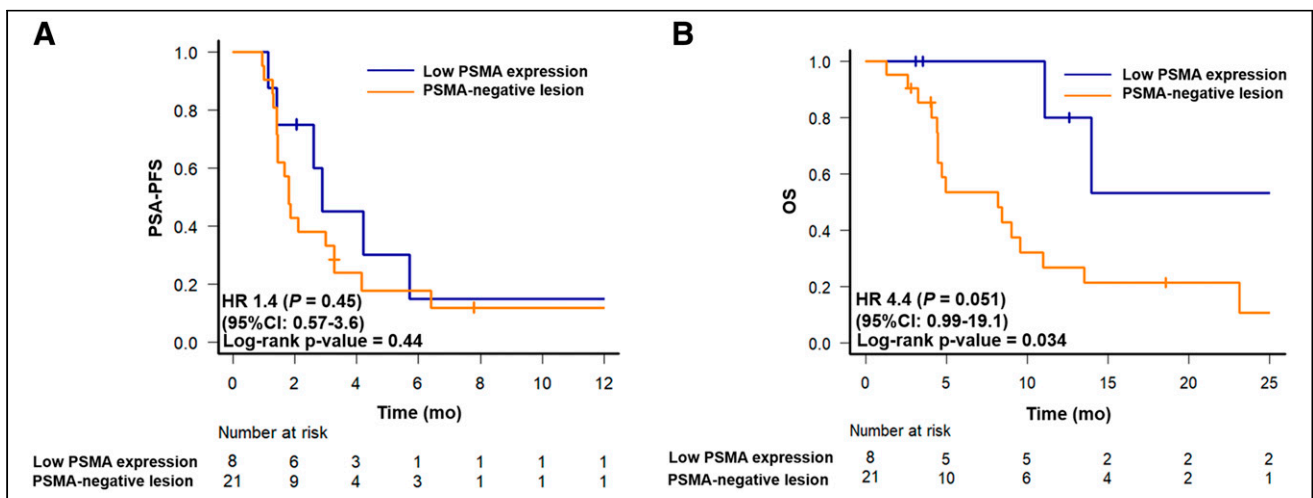 A
1.0
0.8
0.6
0.4
0.2
0.0
PSA-PFS
Low PSMA expression
PSMA-negative lesion
HR 1.4 (P = 0.45)
(95%CI: 0.57-3.6)
Log-rank p-value = 0.44
0 2 4 6 8 10 12
Time (mo)
Number at risk
Low PSMA expression 8 6 3 1 1 1 1
PSMA-negative lesion 21 9 4 3 1 1 1
B
1.0
0.8
0.6
0.4
0.2
0.0
OS
Low PSMA expression
PSMA-negative lesion
HR 4.4 (P = 0.051)
(95%CI: 0.99-19.1)
Log-rank p-value = 0.034
0 5 10 15 20 25
Time (mo)
Number at risk
Low PSMA expression 8 5 5 2 2 2
PSMA-negative lesion 21 10 6 4 2 1